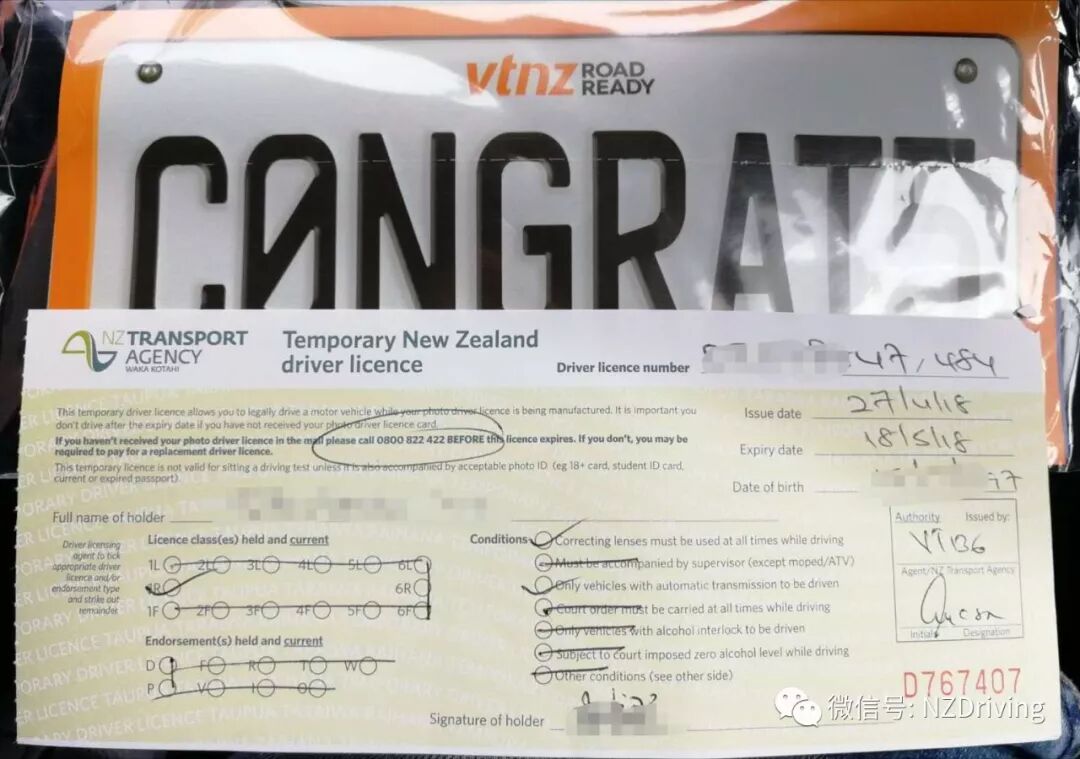 vtnz ROAD READY
C0NGRATS
NZ TRANSPORT AGENCY
WAKA KOTAHI
Temporary New Zealand
driver licence
Driver licence number 47/484
This temporary driver licence allows you to legally drive a motor vehicle while your photo driver licence is being manufactured. It is important you
don't drive after the expiry date if you have not received your photo driver licence card.
If you haven't received your photo driver licence in the mail please call 0800 822 422 BEFORE this licence expires. If you don't, you may be
required to pay for a replacement driver licence.
This temporary licence is not valid for sitting a driving test unless it is also accompanied by acceptable photo ID (eg 18+ card, student ID card,
current or expired passport).
Issue date 27/4/18
Expiry date 18/5/18
Date of birth 97
Full name of holder
Driver licensing
agent to tick
appropriate driver
licence and/or
endorsement type
and strike out
remainder.
Licence class(es) held and current
1L 2L 3L 4L 5L 6L
1R 6R
1F 2F 3F 4F 5F 6F
Endorsement(s) held and current
D F R T W
P V I O
Conditions Correcting lenses must be used at all times while driving
Must be accompanied by supervisor (except moped/ATV)
Only vehicles with automatic transmission to be driven
Court order must be carried at all times while driving
Only vehicles with alcohol interlock to be driven
Subject to court imposed zero alcohol level while driving
Other conditions (see other side)
Authority Issued by:
VT136
Agent/NZ Transport Agency
Initials Designation
D767407
Signature of holder
微信号: NZDriving